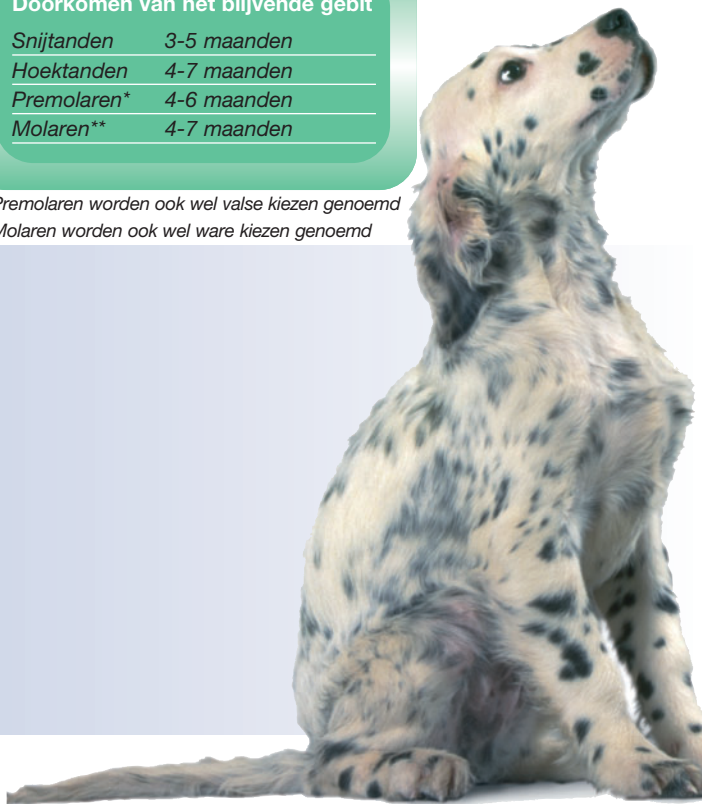 Doorkomen van het blijvende gebit
Snijtanden 3-5 maanden
Hoektanden 4-7 maanden
Premolaren* 4-6 maanden
Molaren** 4-7 maanden
Premolaren worden ook wel valse kiezen genoemd
Molaren worden ook wel ware kiezen genoemd